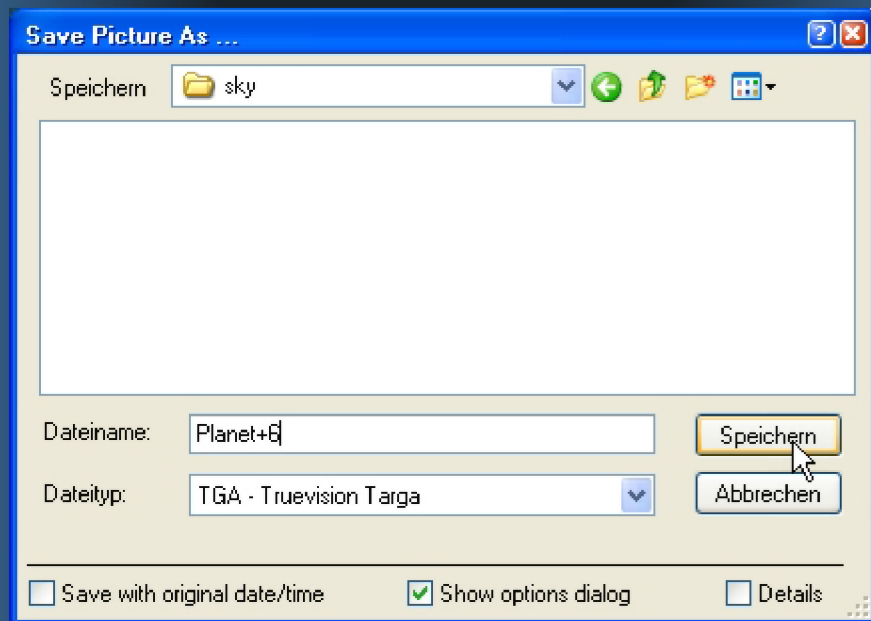 Save Picture As ...
Speichern sky
Dateiname: Planet+6 Speichern
Dateityp: TGA - Truevision Targa Abbrechen
Save with original date/time Show options dialog Details